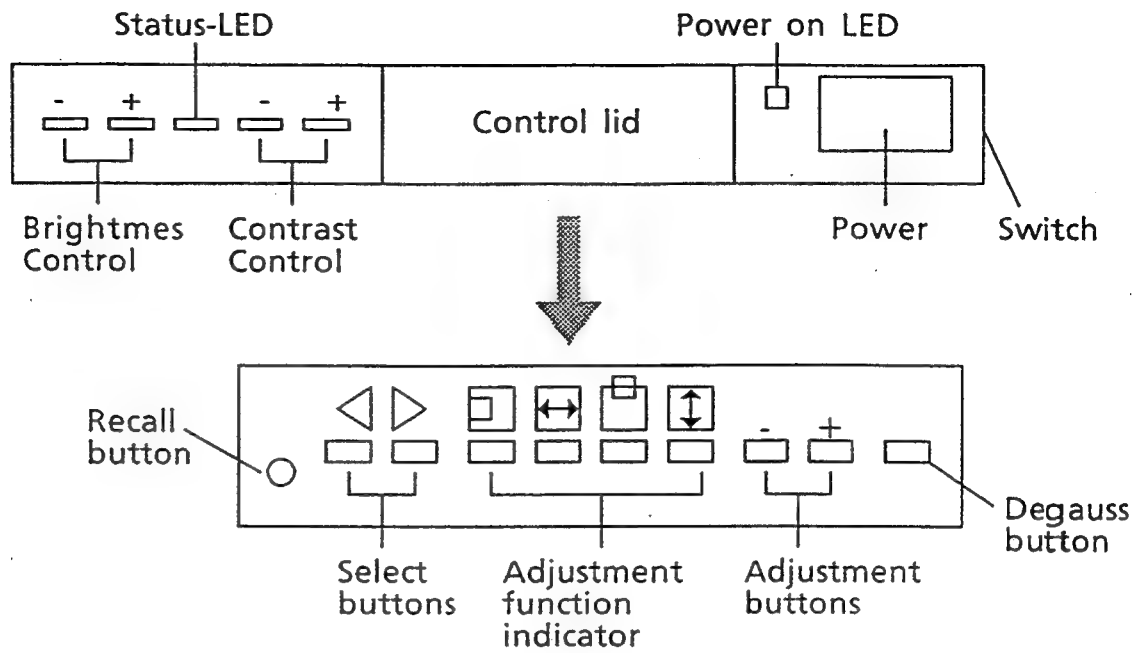 Status-LED
Power on LED
- + - +
Control lid
Brightmes
Control
Contrast
Control
Power
Switch
Recall
button
- +
Degauss
button
Select
buttons
Adjustment
function
indicator
Adjustment
buttons